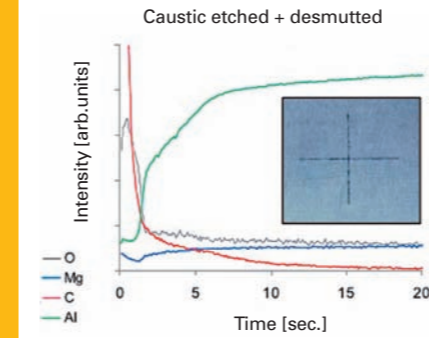 Caustic etched + desmutted
Intensity [arb.units]
O
Mg
C
Al
0 5 10 15 20
Time [sec.]